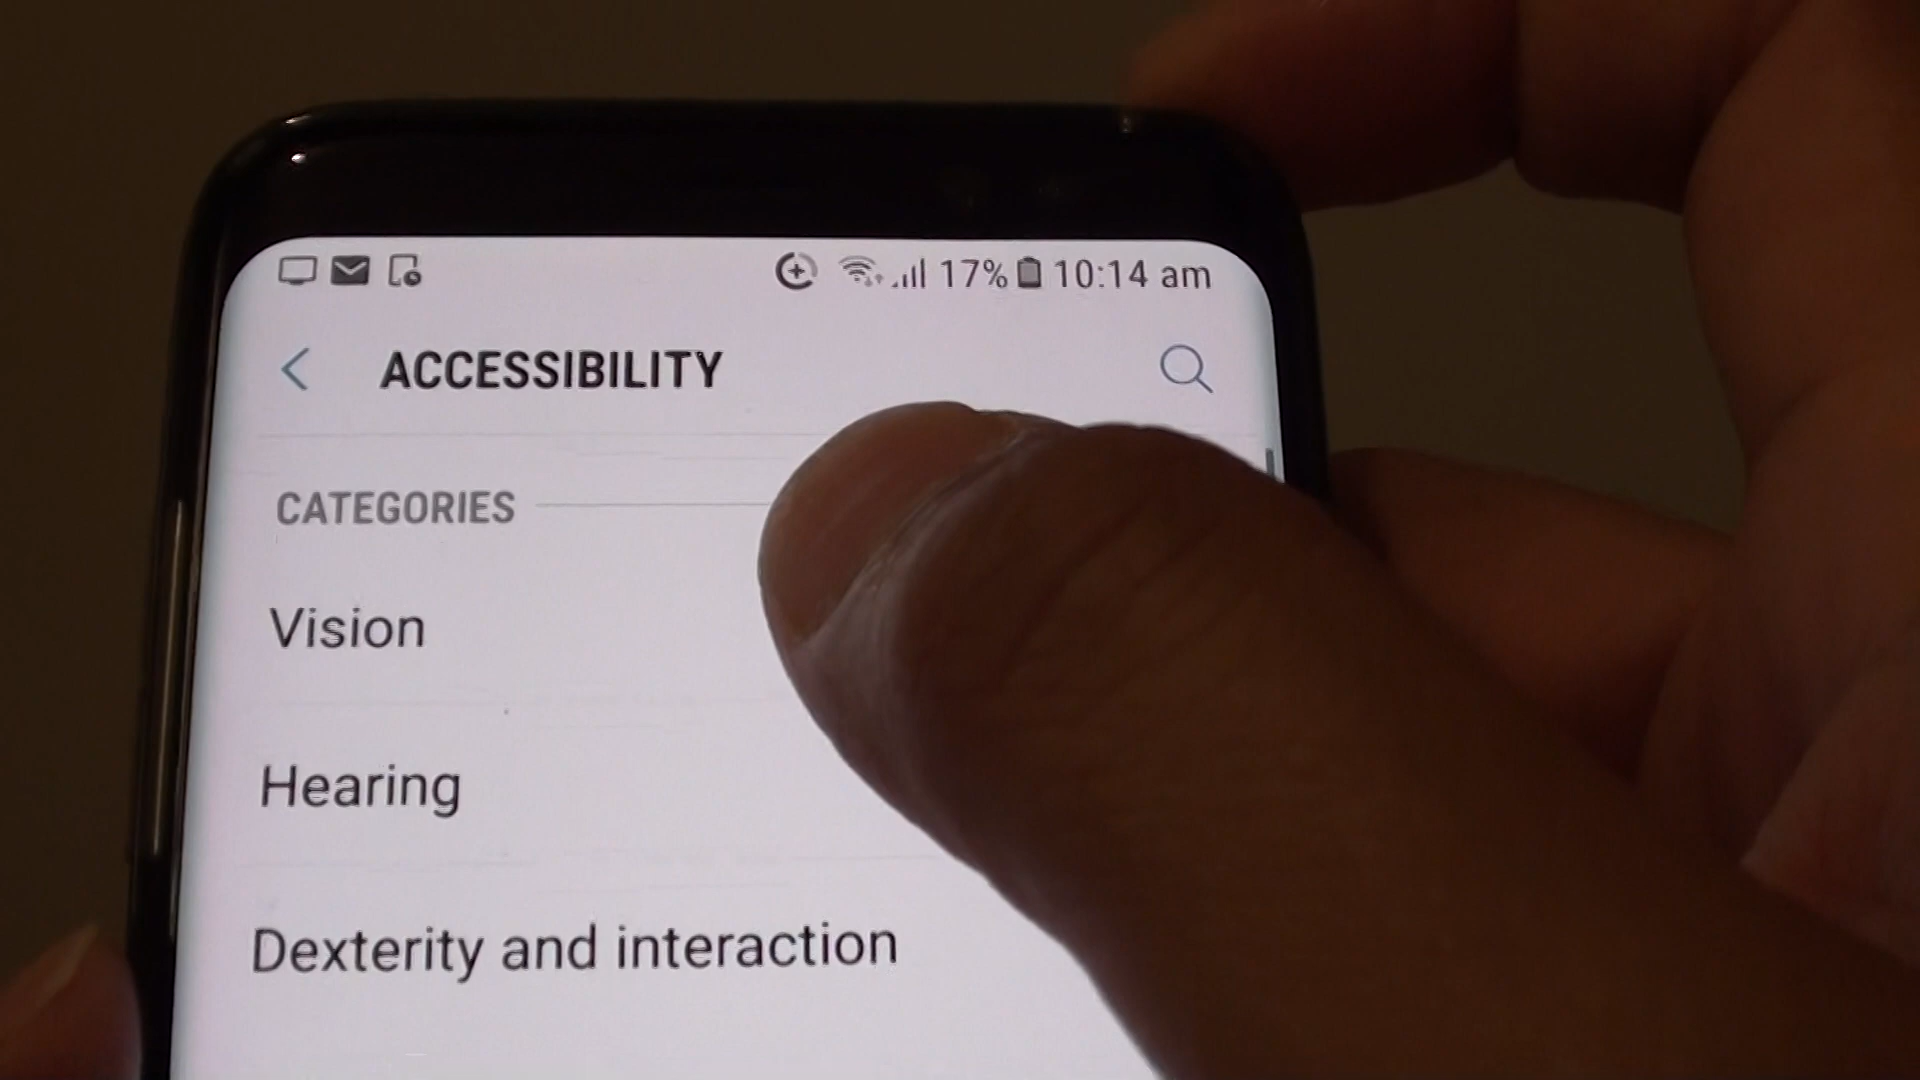 17% 10:14 am
ACCESSIBILITY
CATEGORIES
Vision
Hearing
Dexterity and interaction